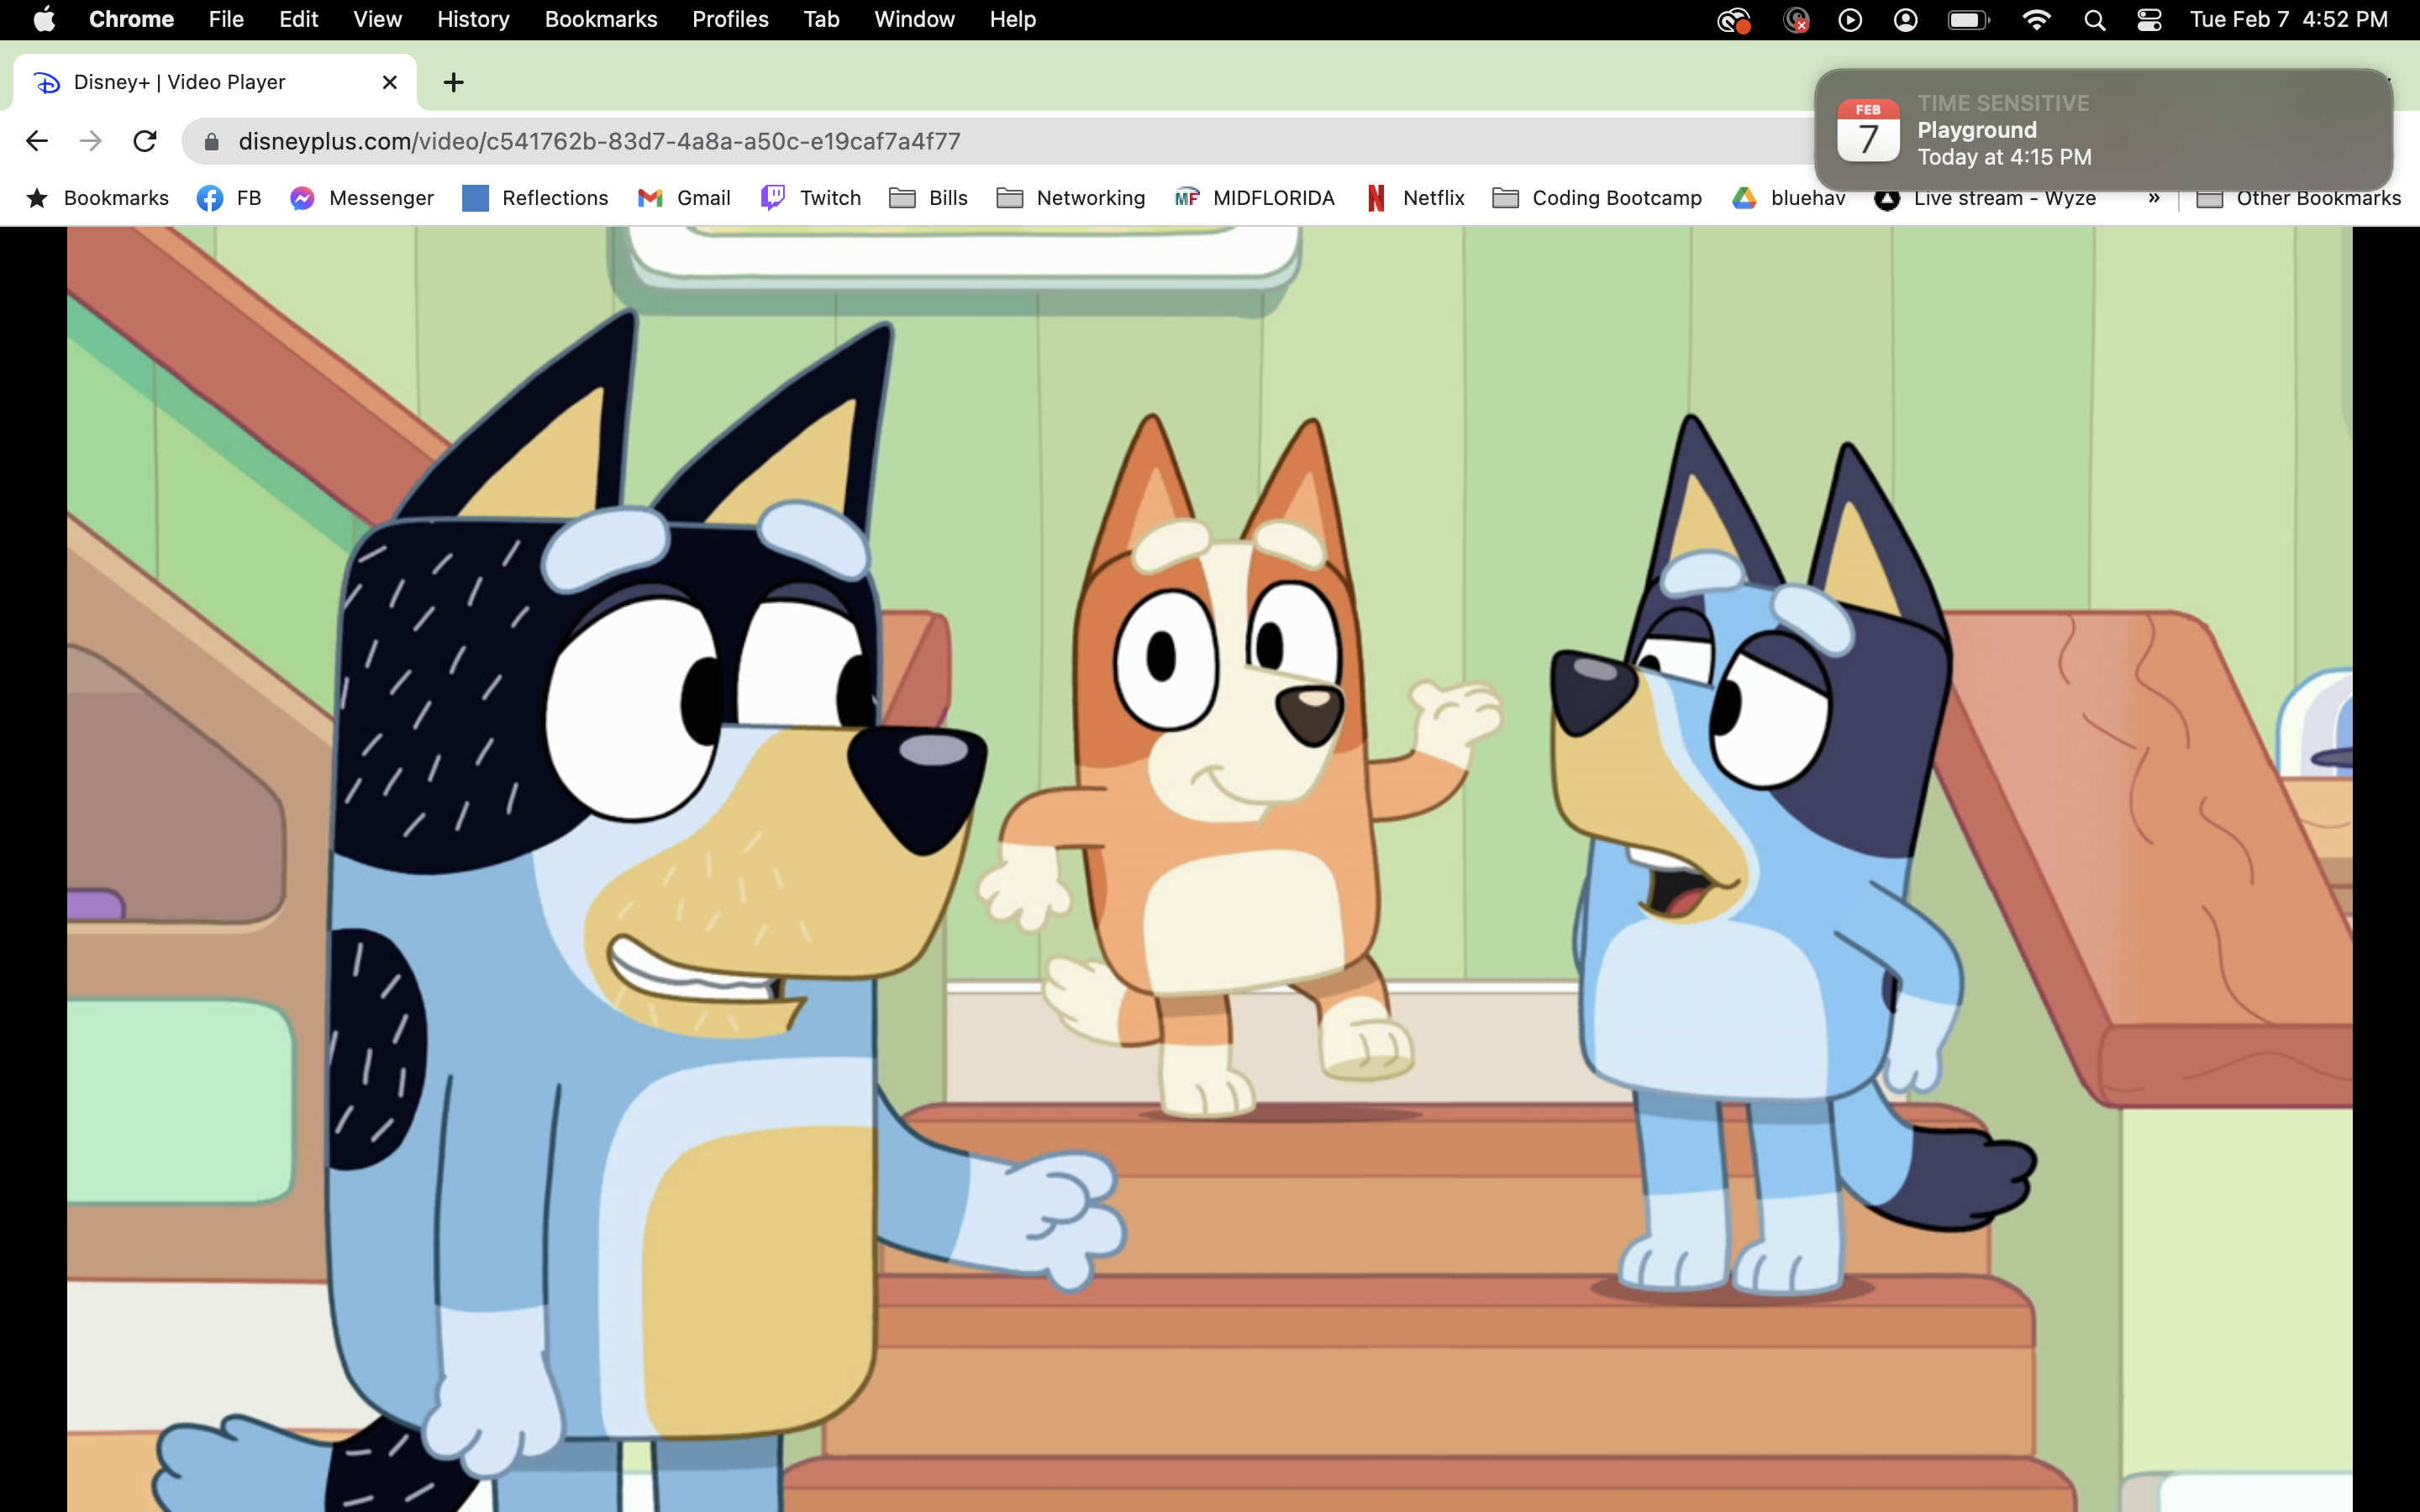 Chrome File Edit View History Bookmarks Profiles Tab Window Help Tue Feb 7 4:52 PM
Disney+ | Video Player
disneyplus.com/video/c541762b-83d7-4a8a-a50c-e19caf7a4f77
FEB
7
TIME SENSITIVE
Playground
Today at 4:15 PM
Bookmarks FB Messenger Reflections Gmail Twitch Bills Networking MF MIDFLORIDA Netflix Coding Bootcamp bluehav Live stream - Wyze » Other Bookmarks